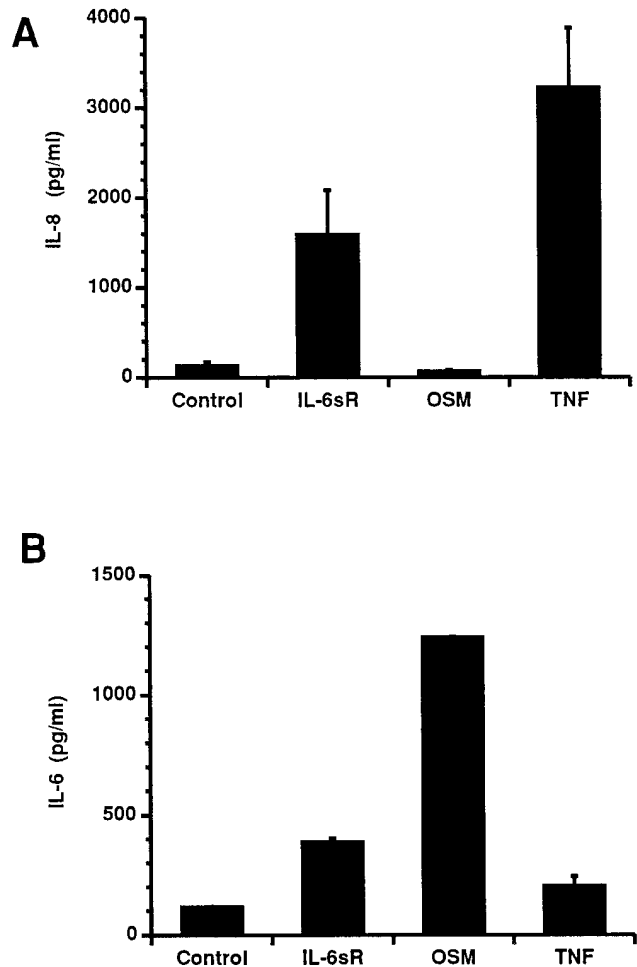 A
4000
3000
2000
1000
0
IL-8 (pg/ml)
Control IL-6sR OSM TNF
B
1500
1000
500
0
IL-6 (pg/ml)
Control IL-6sR OSM TNF